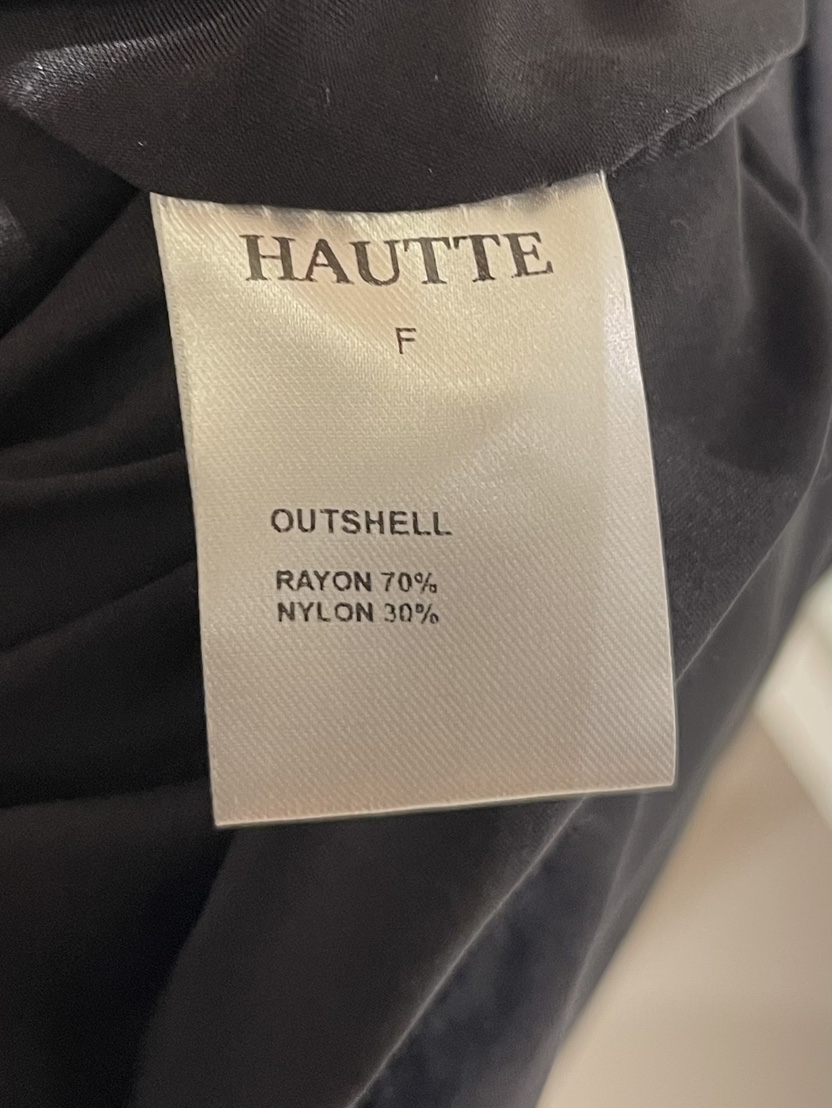 HAUTTE
F
OUTSHELL
RAYON 70%
NYLON 30%